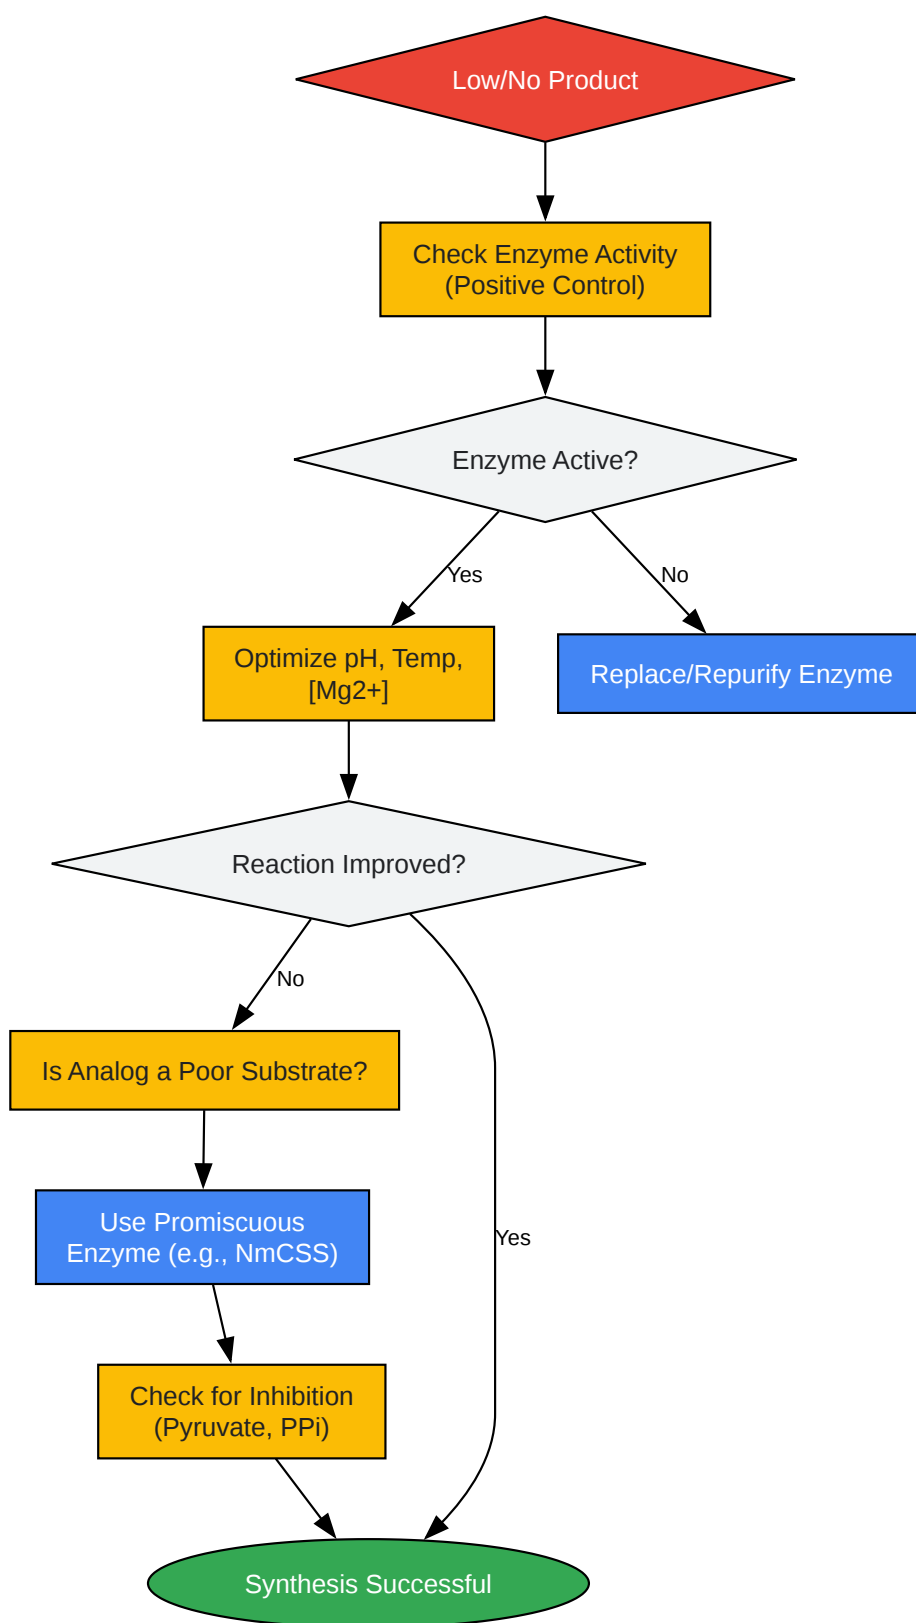 Low/No Product
Check Enzyme Activity
(Positive Control)
Enzyme Active?
Yes
No
Optimize pH, Temp,
[Mg2+]
Replace/Repurify Enzyme
Reaction Improved?
No
Is Analog a Poor Substrate?
Use Promiscuous
Enzyme (e.g., NmCSS)
Yes
Check for Inhibition
(Pyruvate, PPi)
Synthesis Successful